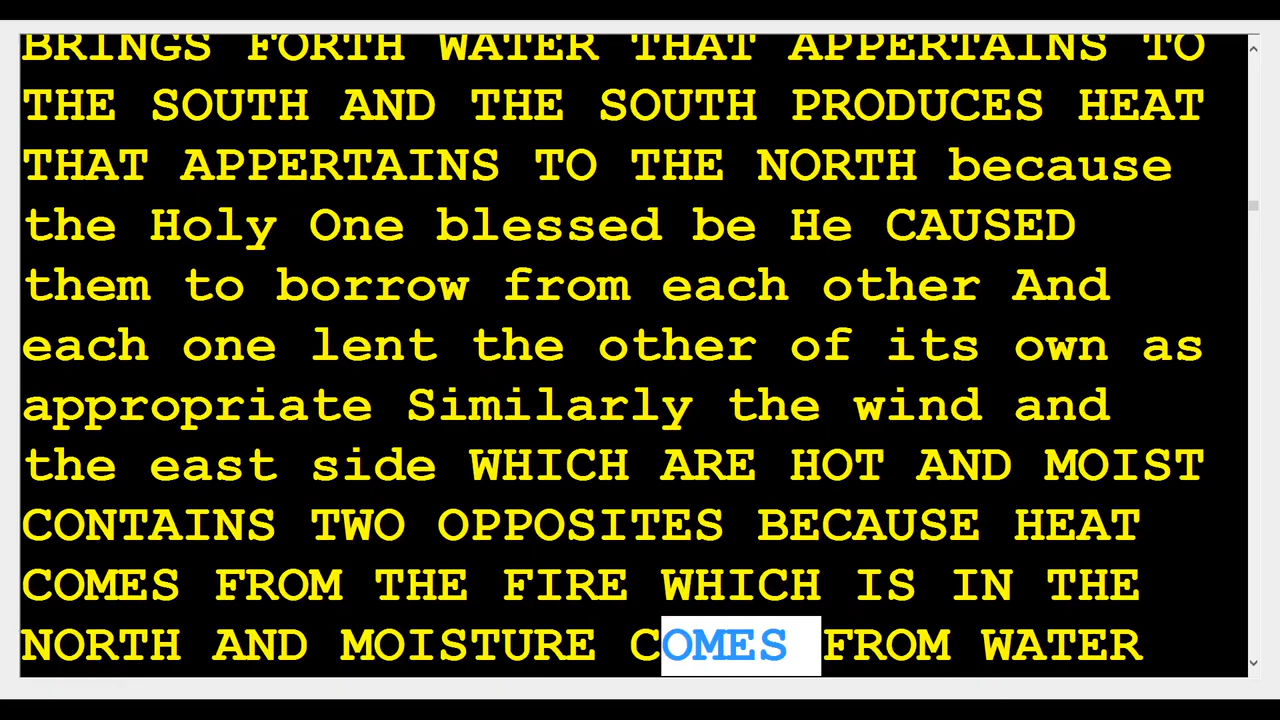 BRINGS FORTH WATER THAT APPERTAINS TO
THE SOUTH AND THE SOUTH PRODUCES HEAT
THAT APPERTAINS TO THE NORTH because
the Holy One blessed be He CAUSED
them to borrow from each other And
each one lent the other of its own as
appropriate Similarly the wind and
the east side WHICH ARE HOT AND MOIST
CONTAINS TWO OPPOSITES BECAUSE HEAT
COMES FROM THE FIRE WHICH IS IN THE
NORTH AND MOISTURE COMES FROM WATER